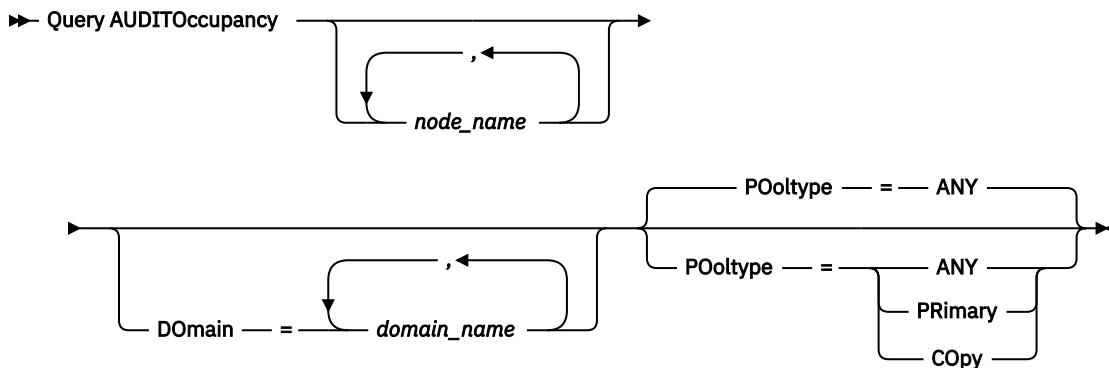 Query AUDITOccupancy
,
node_name
POoltype = ANY
,
POoltype = ANY
PRimary
DOmain = domain_name
COpy